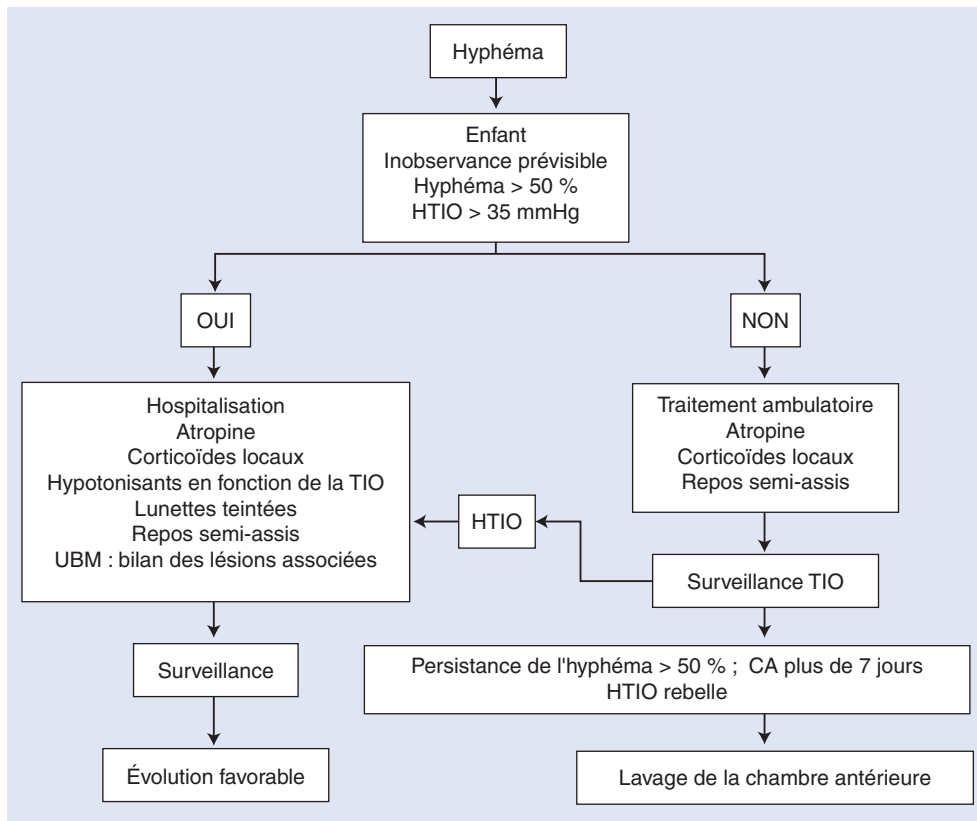 Hyphéma
Enfant
Inobservance prévisible
Hyphéma > 50 %
HTIO > 35 mmHg
OUI
NON
Hospitalisation
Atropine
Corticoïdes locaux
Hypotonisants en fonction de la TIO
Lunettes teintées
Repos semi-assis
UBM : bilan des lésions associées
Traitement ambulatoire
Atropine
Corticoïdes locaux
Repos semi-assis
HTIO
Surveillance TIO
Surveillance
Persistance de l'hyphéma > 50 % ; CA plus de 7 jours
HTIO rebelle
Évolution favorable
Lavage de la chambre antérieure